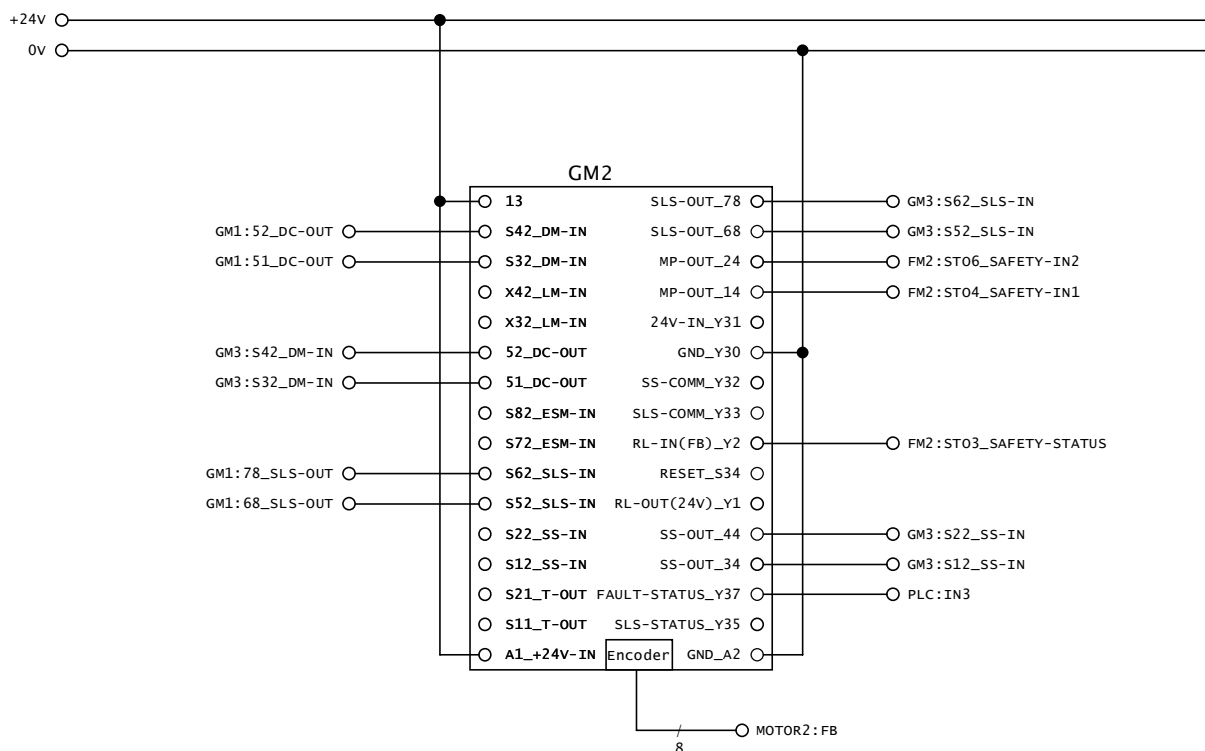 +24V
0V
GM2
13 SLS-OUT_78 GM3:S62_SLS-IN
GM1:52_DC-OUT S42_DM-IN SLS-OUT_68 GM3:S52_SLS-IN
GM1:51_DC-OUT S32_DM-IN MP-OUT_24 FM2:STO6_SAFETY-IN2
X42_LM-IN MP-OUT_14 FM2:STO4_SAFETY-IN1
X32_LM-IN 24V-IN_Y31
GM3:S42_DM-IN 52_DC-OUT GND_Y30
GM3:S32_DM-IN 51_DC-OUT SS-COMM_Y32
S82_ESM-IN SLS-COMM_Y33
S72_ESM-IN RL-IN(FB)_Y2 FM2:STO3_SAFETY-STATUS
GM1:78_SLS-OUT S62_SLS-IN RESET_S34
GM1:68_SLS-OUT S52_SLS-IN RL-OUT(24V)_Y1
S22_SS-IN SS-OUT_44 GM3:S22_SS-IN
S12_SS-IN SS-OUT_34 GM3:S12_SS-IN
S21_T-OUT FAULT-STATUS_Y37 PLC:IN3
S11_T-OUT SLS-STATUS_Y35
A1_+24V-IN Encoder GND_A2
MOTOR2:FB
8